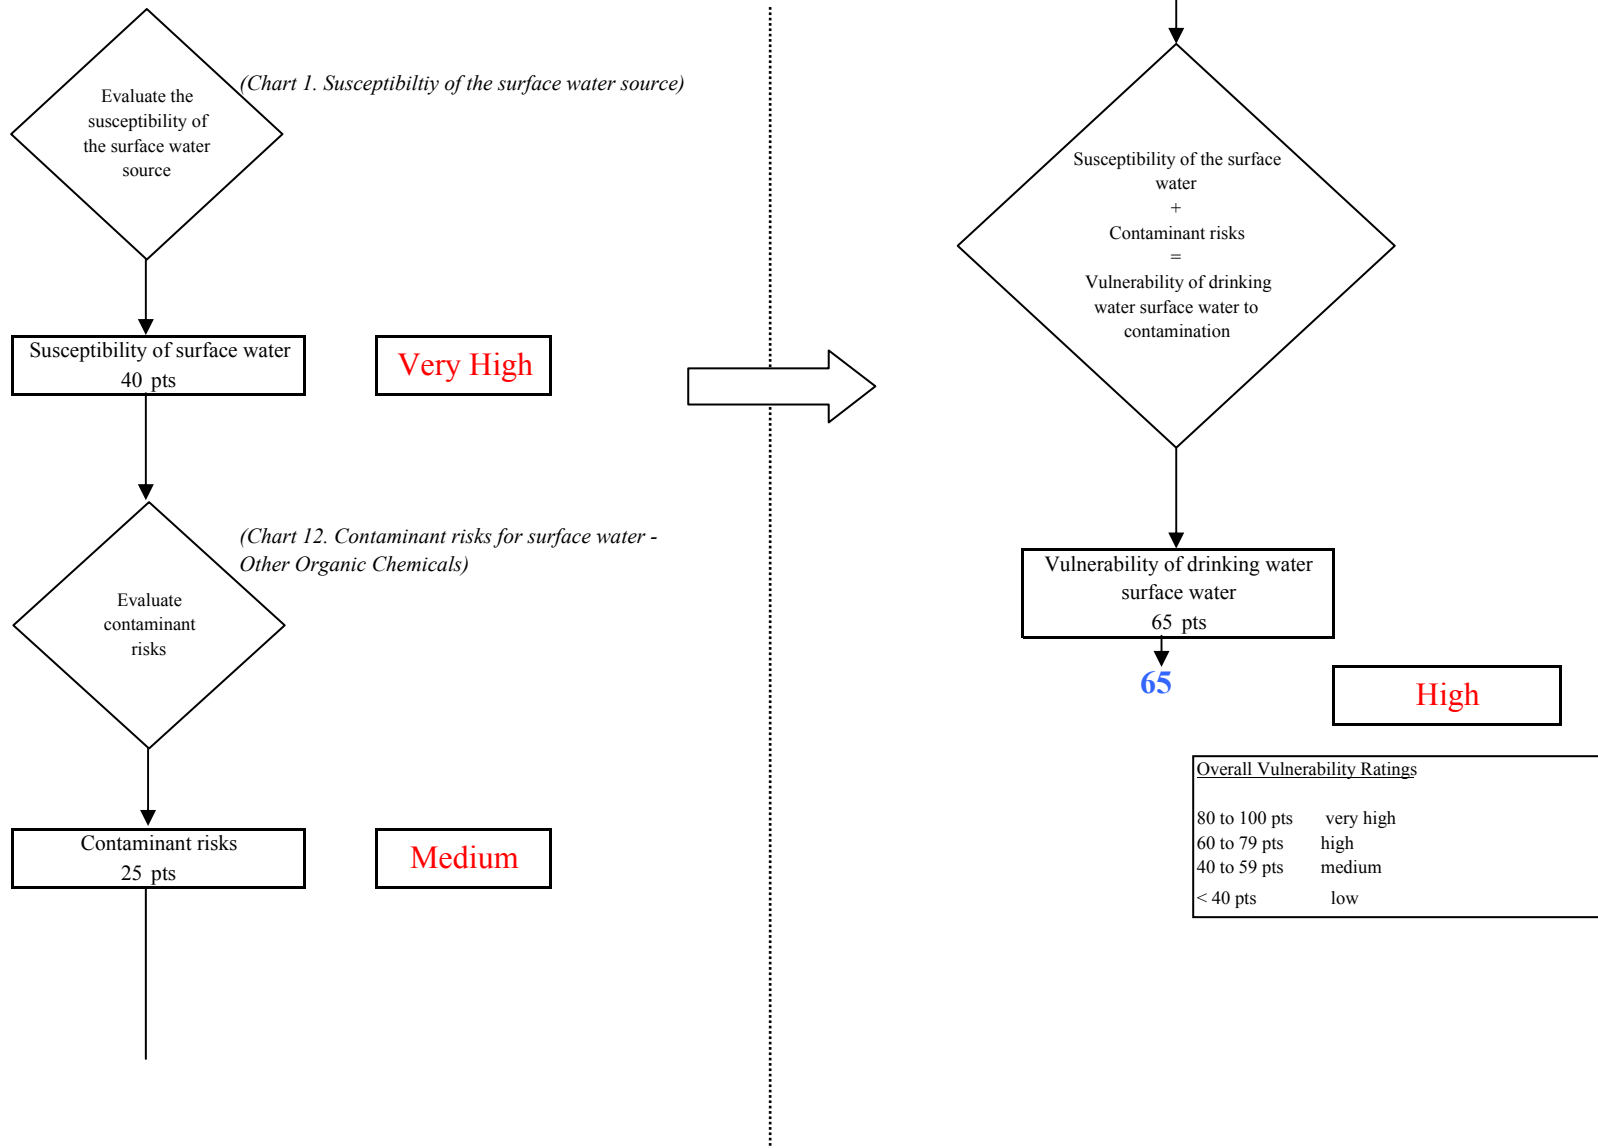 Evaluate the
susceptibility of
the surface water
source
(Chart 1. Susceptibiltiy of the surface water source)
Susceptibility of surface water
40 pts
Very High
(Chart 12. Contaminant risks for surface water -
Other Organic Chemicals)
Evaluate
contaminant
risks
Contaminant risks
25 pts
Medium
Susceptibility of the surface
water
+
Contaminant risks
=
Vulnerability of drinking
water surface water to
contamination
Vulnerability of drinking water
surface water
65 pts
65
High
Overall Vulnerability Ratings
80 to 100 pts very high
60 to 79 pts high
40 to 59 pts medium
< 40 pts low